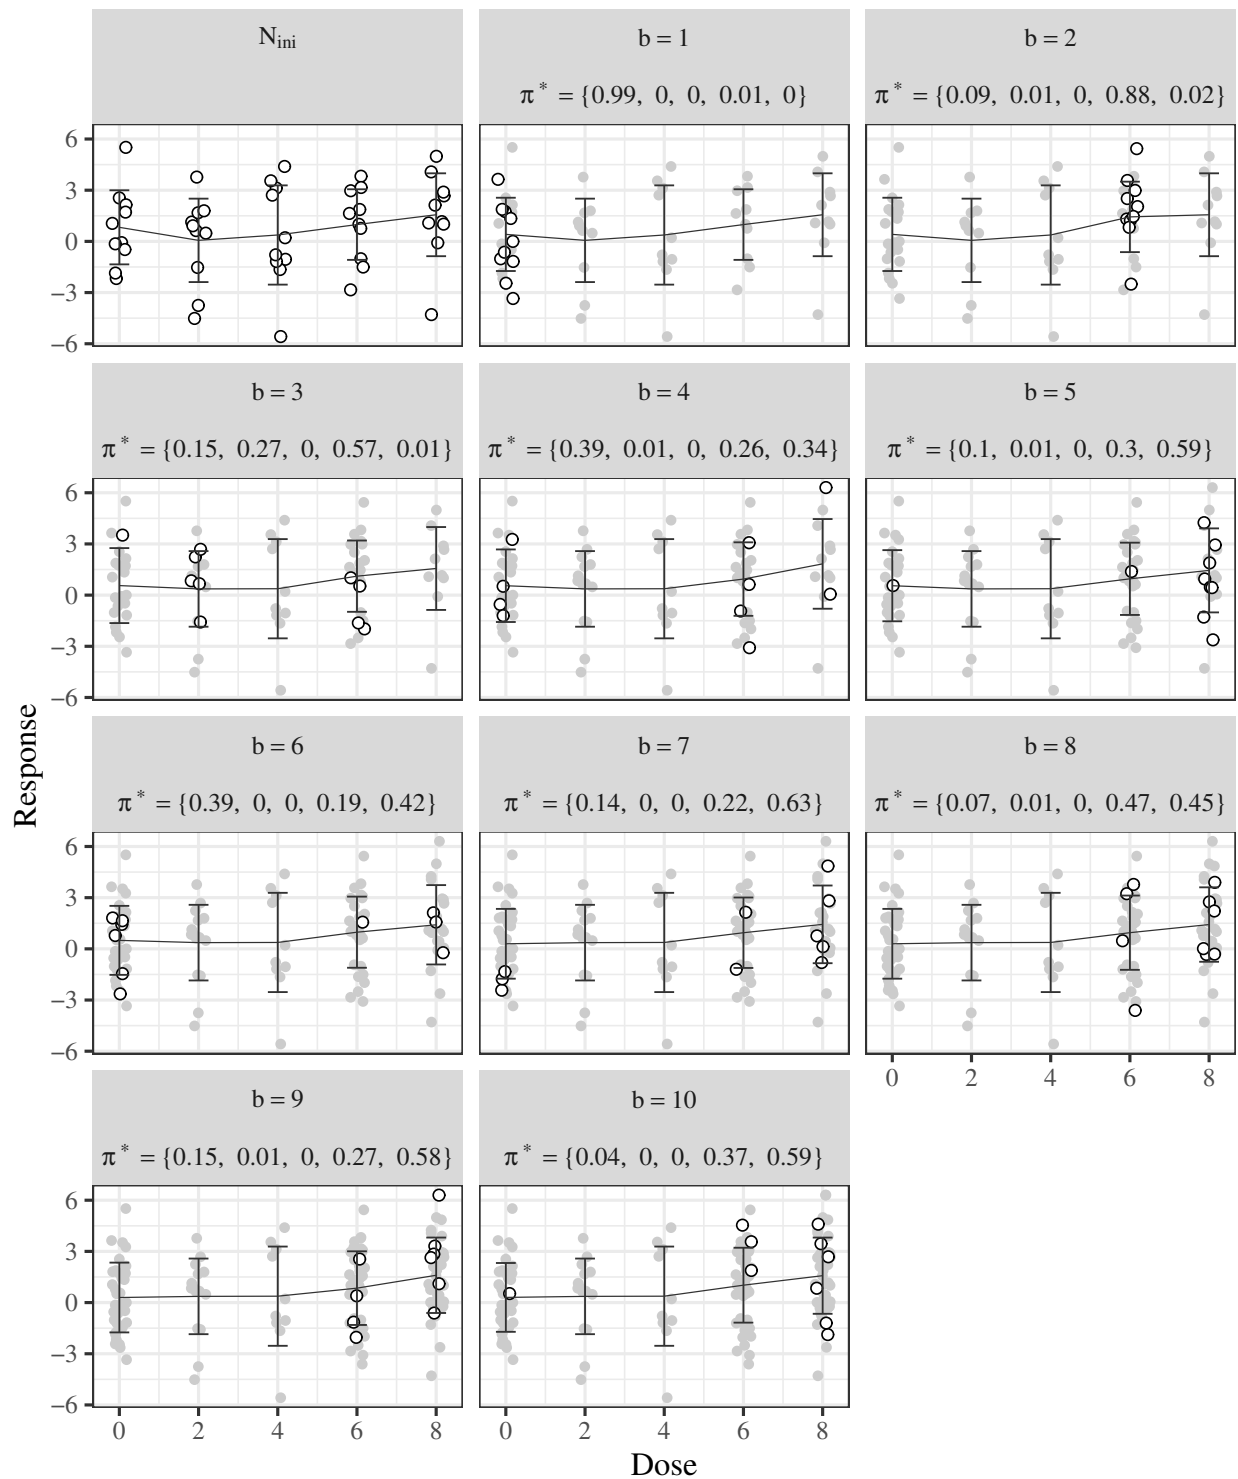 N_ini
b = 1
π* = {0.99, 0, 0, 0.01, 0}
b = 2
π* = {0.09, 0.01, 0, 0.88, 0.02}
6
3
0
−3
−6
b = 3
π* = {0.15, 0.27, 0, 0.57, 0.01}
b = 4
π* = {0.39, 0.01, 0, 0.26, 0.34}
b = 5
π* = {0.1, 0.01, 0, 0.3, 0.59}
6
3
0
−3
−6
Response
b = 6
π* = {0.39, 0, 0, 0.19, 0.42}
b = 7
π* = {0.14, 0, 0, 0.22, 0.63}
b = 8
π* = {0.07, 0.01, 0, 0.47, 0.45}
6
3
0
−3
−6
0 2 4 6 8
b = 9
π* = {0.15, 0.01, 0, 0.27, 0.58}
b = 10
π* = {0.04, 0, 0, 0.37, 0.59}
6
3
0
−3
−6
0 2 4 6 8
0 2 4 6 8
Dose